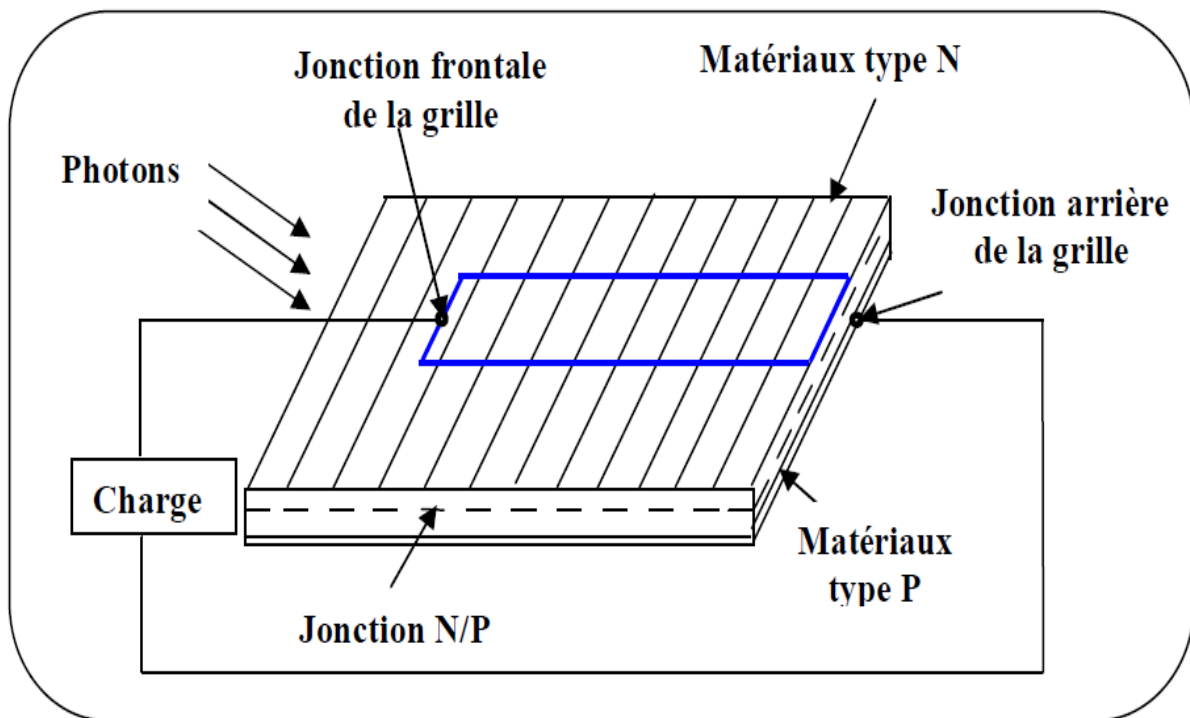 Jonction frontale
de la grille
Matériaux type N
Photons
Jonction arrière
de la grille
Charge
Matériaux
type P
Jonction N/P